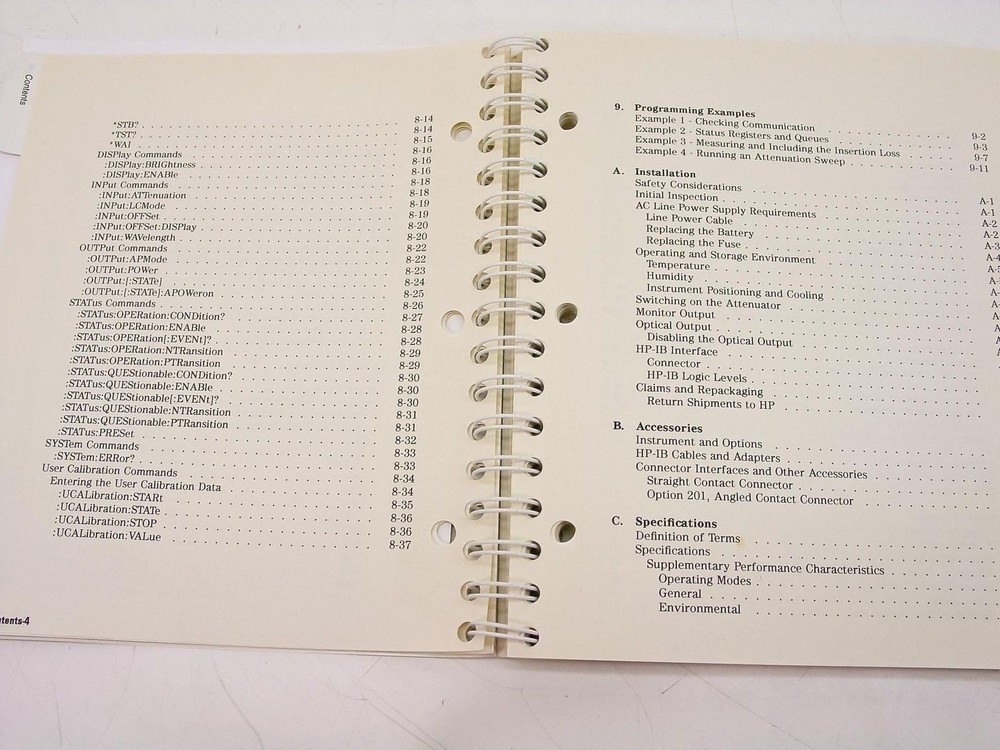 Contents
*STB? . . . . 8-14
*TST? . . . . 8-14
*WAI . . . . 8-15
DISPlay Commands . . . . 8-16
:DISPlay:BRIGhtness . . . . 8-16
:DISPlay:ENABle . . . . 8-16
INPut Commands . . . . 8-18
:INPut:ATTenuation . . . . 8-18
:INPut:LCMode . . . . 8-19
:INPut:OFFSet . . . . 8-19
:INPut:OFFSet:DISPlay . . . . 8-20
:INPut:WAVelength . . . . 8-20
OUTPut Commands . . . . 8-22
:OUTPut:APMode . . . . 8-22
:OUTPut:POWer . . . . 8-23
:OUTPut:[:STATe] . . . . 8-24
:OUTPut:[:STATe]:APOWeron . . . . 8-25
STATus Commands . . . . 8-26
:STATus:OPERation:CONDition? . . . . 8-27
:STATus:OPERation:ENABle . . . . 8-28
:STATus:OPERation[:EVENt]? . . . . 8-28
:STATus:OPERation:NTRansition . . . . 8-29
:STATus:OPERation:PTRansition . . . . 8-29
:STATus:QUEStionable:CONDition? . . . . 8-30
:STATus:QUEStionable:ENABle . . . . 8-30
:STATus:QUEStionable[:EVENt]? . . . . 8-30
:STATus:QUEStionable:NTRansition . . . . 8-31
:STATus:QUEStionable:PTRansition . . . . 8-31
:STATus:PRESet . . . . 8-32
SYSTem Commands . . . . 8-33
:SYSTem:ERRor? . . . . 8-33
User Calibration Commands . . . . 8-34
Entering the User Calibration Data . . . . 8-34
:UCALibration:STARt . . . . 8-35
:UCALibration:STATe . . . . 8-36
:UCALibration:STOP . . . . 8-36
:UCALibration:VALue . . . . 8-37
tents-4
9. Programming Examples
Example 1 - Checking Communication . . . . 9-2
Example 2 - Status Registers and Queues . . . . 9-3
Example 3 - Measuring and Including the Insertion Loss . . . . 9-7
Example 4 - Running an Attenuation Sweep . . . . 9-11
A. Installation
Safety Considerations . . . . A-1
Initial Inspection . . . . A-1
AC Line Power Supply Requirements . . . . A-2
Line Power Cable . . . . A-2
Replacing the Battery . . . . A-3
Replacing the Fuse . . . . A-4
Operating and Storage Environment . . . . A-
Temperature . . . . A-
Humidity . . . . A-
Instrument Positioning and Cooling . . . . A-
Switching on the Attenuator . . . .
Monitor Output . . . .
Optical Output . . . .
Disabling the Optical Output . . . .
HP-IB Interface . . . .
Connector . . . .
HP-IB Logic Levels . . . .
Claims and Repackaging . . . .
Return Shipments to HP . . . .
B. Accessories
Instrument and Options . . . .
HP-IB Cables and Adapters . . . .
Connector Interfaces and Other Accessories . . . .
Straight Contact Connector . . . .
Option 201, Angled Contact Connector . . . .
C. Specifications
Definition of Terms . . . .
Specifications . . . .
Supplementary Performance Characteristics . . . .
Operating Modes . . . .
General . . . .
Environmental . . . .